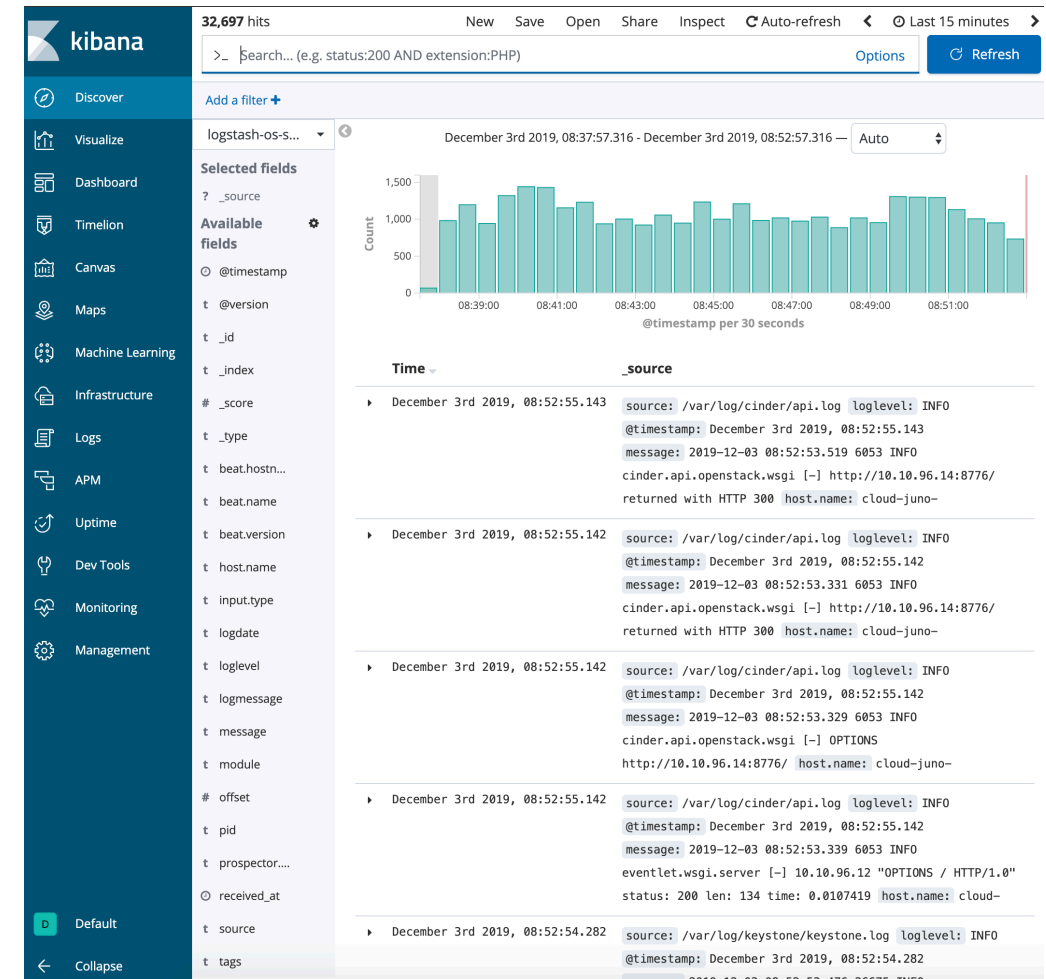 kibana
Discover
Visualize
Dashboard
Timelion
Canvas
Maps
Machine Learning
Infrastructure
Logs
APM
Uptime
Dev Tools
Monitoring
Management
D Default
Collapse
32,697 hits
New Save Open Share Inspect Auto-refresh Last 15 minutes
>_ Search... (e.g. status:200 AND extension:PHP) Options Refresh
Add a filter +
logstash-os-s...
Selected fields
? _source
Available
fields
@timestamp
t @version
t _id
t _index
# _score
t _type
t beat.hostn...
t beat.name
t beat.version
t host.name
t input.type
t logdate
t loglevel
t logmessage
t message
t module
# offset
t pid
t prospector....
received_at
t source
t tags
December 3rd 2019, 08:37:57.316 - December 3rd 2019, 08:52:57.316 — Auto
Count
1,500
1,000
500
0
08:39:00 08:41:00 08:43:00 08:45:00 08:47:00 08:49:00 08:51:00
@timestamp per 30 seconds
Time _source
December 3rd 2019, 08:52:55.143 source: /var/log/cinder/api.log loglevel: INFO
@timestamp: December 3rd 2019, 08:52:55.143
message: 2019-12-03 08:52:53.519 6053 INFO
cinder.api.openstack.wsgi [-] http://10.10.96.14:8776/
returned with HTTP 300 host.name: cloud-juno-
December 3rd 2019, 08:52:55.142 source: /var/log/cinder/api.log loglevel: INFO
@timestamp: December 3rd 2019, 08:52:55.142
message: 2019-12-03 08:52:53.331 6053 INFO
cinder.api.openstack.wsgi [-] http://10.10.96.14:8776/
returned with HTTP 300 host.name: cloud-juno-
December 3rd 2019, 08:52:55.142 source: /var/log/cinder/api.log loglevel: INFO
@timestamp: December 3rd 2019, 08:52:55.142
message: 2019-12-03 08:52:53.329 6053 INFO
cinder.api.openstack.wsgi [-] OPTIONS
http://10.10.96.14:8776/ host.name: cloud-juno-
December 3rd 2019, 08:52:55.142 source: /var/log/cinder/api.log loglevel: INFO
@timestamp: December 3rd 2019, 08:52:55.142
message: 2019-12-03 08:52:53.339 6053 INFO
eventlet.wsgi.server [-] 10.10.96.12 "OPTIONS / HTTP/1.0"
status: 200 len: 134 time: 0.0107419 host.name: cloud-
December 3rd 2019, 08:52:54.282 source: /var/log/keystone/keystone.log loglevel: INFO
@timestamp: December 3rd 2019, 08:52:54.282